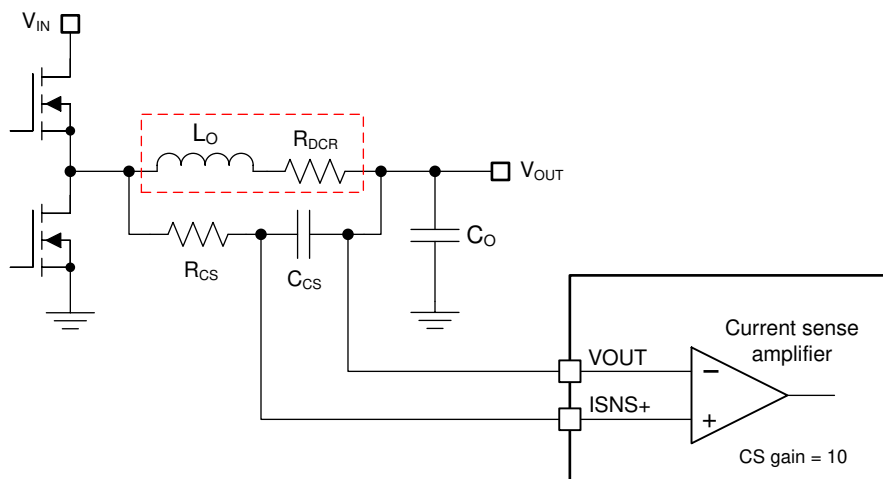 V_IN
L_O
R_DCR
V_OUT
R_CS
C_CS
C_O
Current sense
amplifier
VOUT
−
ISNS+
+
CS gain = 10